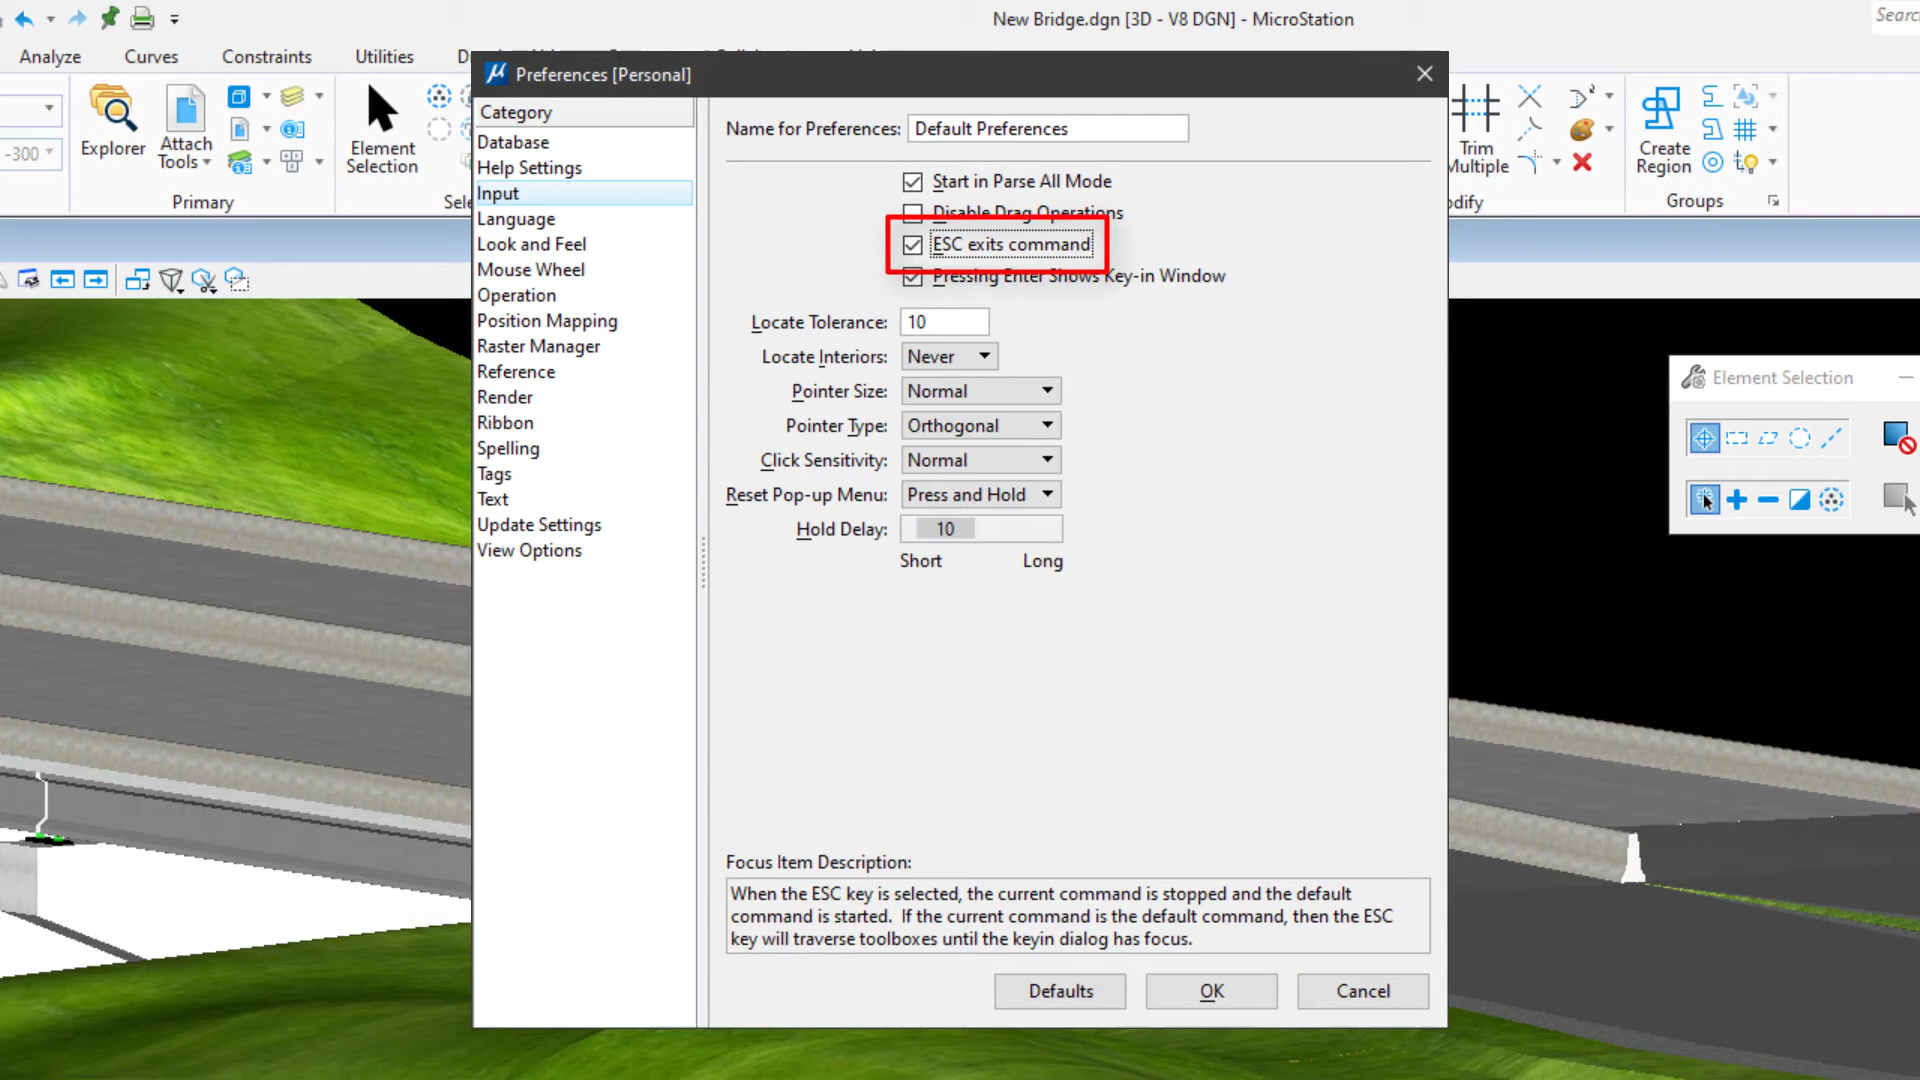 New Bridge.dgn [3D - V8 DGN] - MicroStation
Analyze
Curves
Constraints
Utilities
-300
Explorer
Attach
Tools
Primary
Element
Selection
Preferences [Personal]
Category
Database
Help Settings
Input
Language
Look and Feel
Mouse Wheel
Operation
Position Mapping
Raster Manager
Reference
Render
Ribbon
Spelling
Tags
Text
Update Settings
View Options
Name for Preferences: Default Preferences
Start in Parse All Mode
Disable Drag Operations
ESC exits command
Pressing Enter Shows Key-in Window
Locate Tolerance: 10
Locate Interiors: Never
Pointer Size: Normal
Pointer Type: Orthogonal
Click Sensitivity: Normal
Reset Pop-up Menu: Press and Hold
Hold Delay: 10
Short Long
Focus Item Description:
When the ESC key is selected, the current command is stopped and the default
command is started. If the current command is the default command, then the ESC
key will traverse toolboxes until the keyin dialog has focus.
Defaults
OK
Cancel
Trim
Multiple
Create
Region
Groups
Element Selection